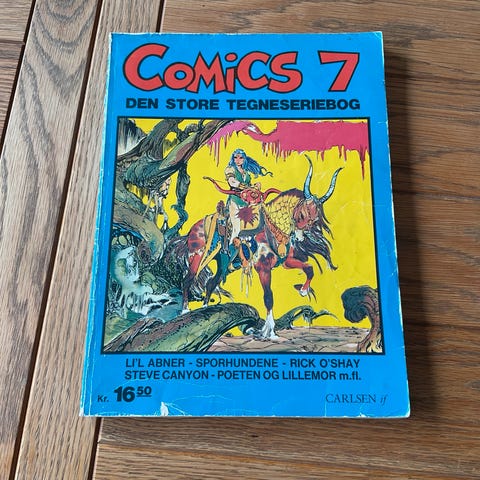 COMiCS 7
DEN STORE TEGNESERIEBOG
LI'L ABNER - SPORHUNDENE - RICK O'SHAY
STEVE CANYON - POETEN OG LILLEMOR m.fl.
Kr. 16 50
CARLSEN if